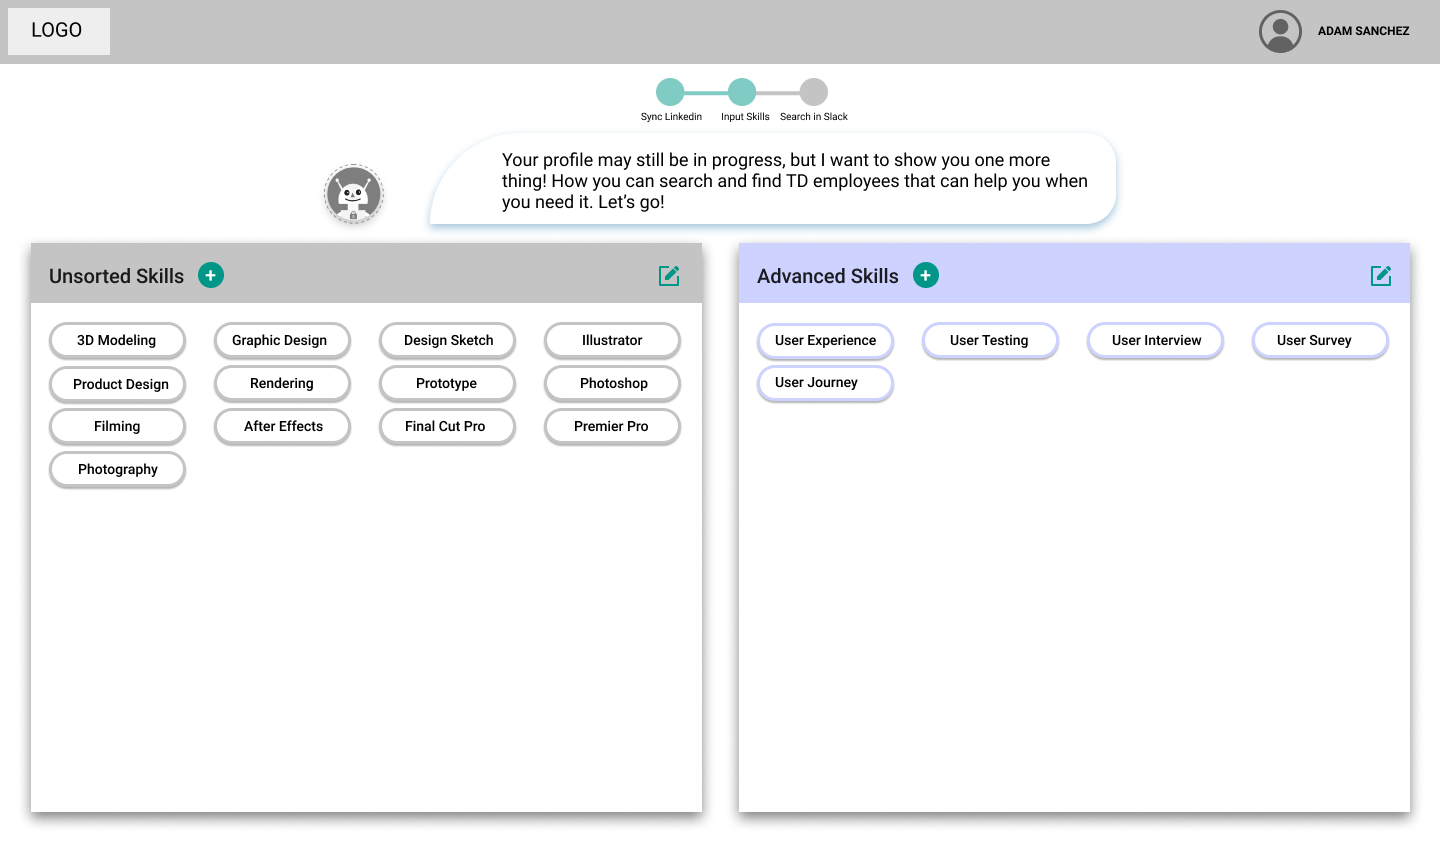 LOGO
ADAM SANCHEZ
Sync Linkedin
Input Skills
Search in Slack
Your profile may still be in progress, but I want to show you one more
thing! How you can search and find TD employees that can help you when
you need it. Let’s go!
Unsorted Skills
3D Modeling
Graphic Design
Design Sketch
Illustrator
Product Design
Rendering
Prototype
Photoshop
Filming
After Effects
Final Cut Pro
Premier Pro
Photography
Advanced Skills
User Experience
User Testing
User Interview
User Survey
User Journey